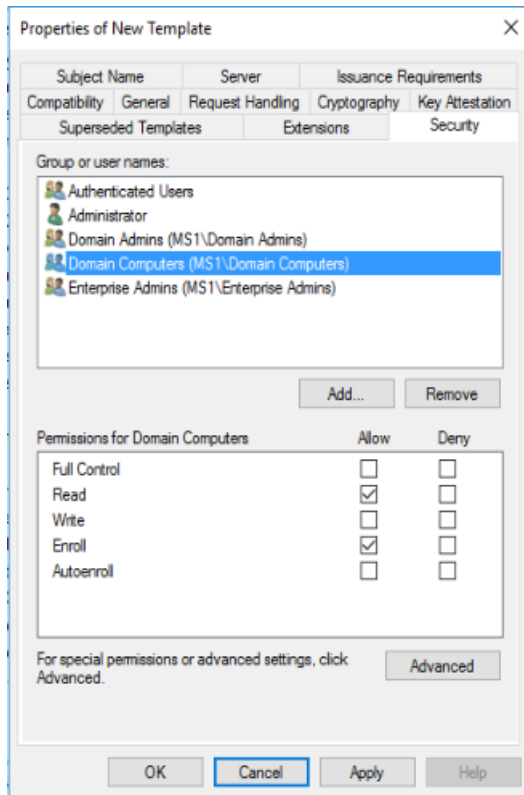 Properties of New Template
Subject Name Server Issuance Requirements
Compatibility General Request Handling Cryptography Key Attestation
Superseded Templates Extensions Security
Group or user names:
Authenticated Users
Administrator
Domain Admins (MS1\Domain Admins)
Domain Computers (MS1\Domain Computers)
Enterprise Admins (MS1\Enterprise Admins)
Add... Remove
Permissions for Domain Computers Allow Deny
Full Control
Read
Write
Enroll
Autoenroll
For special permissions or advanced settings, click
Advanced.
Advanced
OK Cancel Apply Help